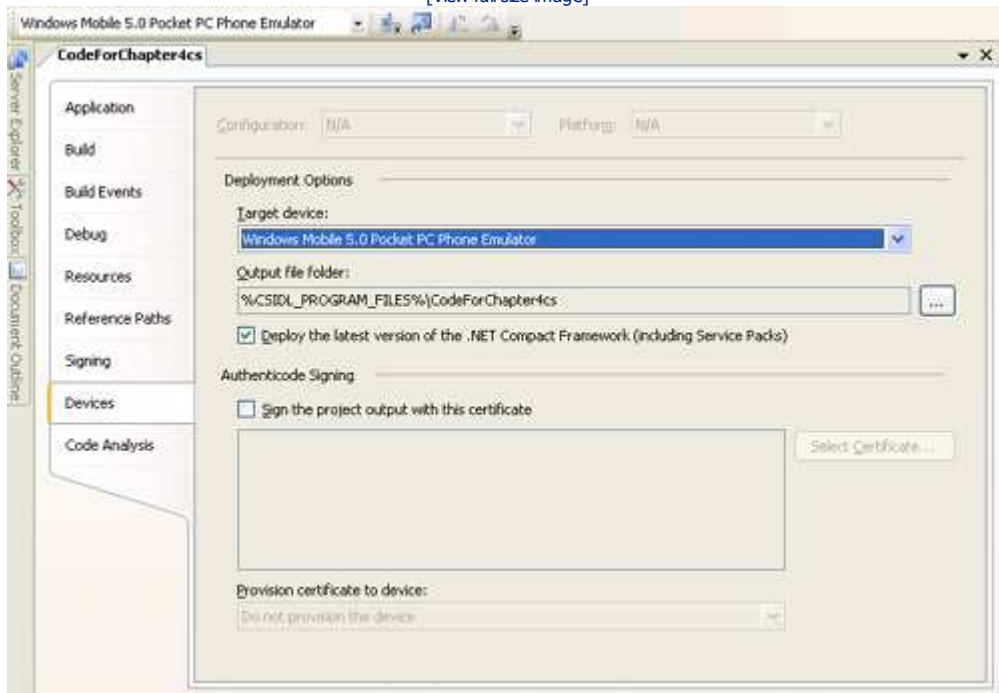 [View full size image]
Windows Mobile 5.0 Pocket PC Phone Emulator
CodeForChapter4cs
Server Explorer
Toolbox
Document Outline
Application
Build
Build Events
Debug
Resources
Reference Paths
Signing
Devices
Code Analysis
Configuration: N/A Platform: N/A
Deployment Options
Target device:
Windows Mobile 5.0 Pocket PC Phone Emulator
Output file folder:
%CSIDL_PROGRAM_FILES%\CodeForChapter4cs
...
Deploy the latest version of the .NET Compact Framework (including Service Packs)
Authenticode Signing
Sign the project output with this certificate
Select Certificate...
Provision certificate to device:
Do not provision the device